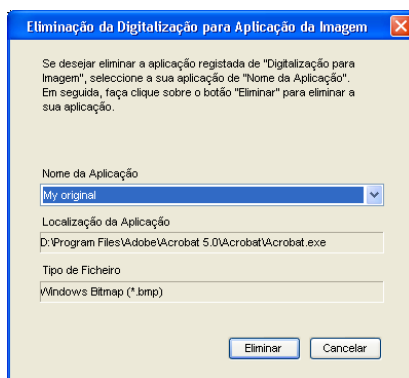 Eliminação da Digitalização para Aplicação da Imagem
Se desejar eliminar a aplicação registada de "Digitalização para
Imagem", seleccione a sua aplicação de "Nome da Aplicação".
Em seguida, faça clique sobre o botão "Eliminar" para eliminar a
sua aplicação.
Nome da Aplicação
My original
Localização da Aplicação
D:\Program Files\Adobe\Acrobat 5.0\Acrobat\Acrobat.exe
Tipo de Ficheiro
Windows Bitmap (*.bmp)
Eliminar Cancelar